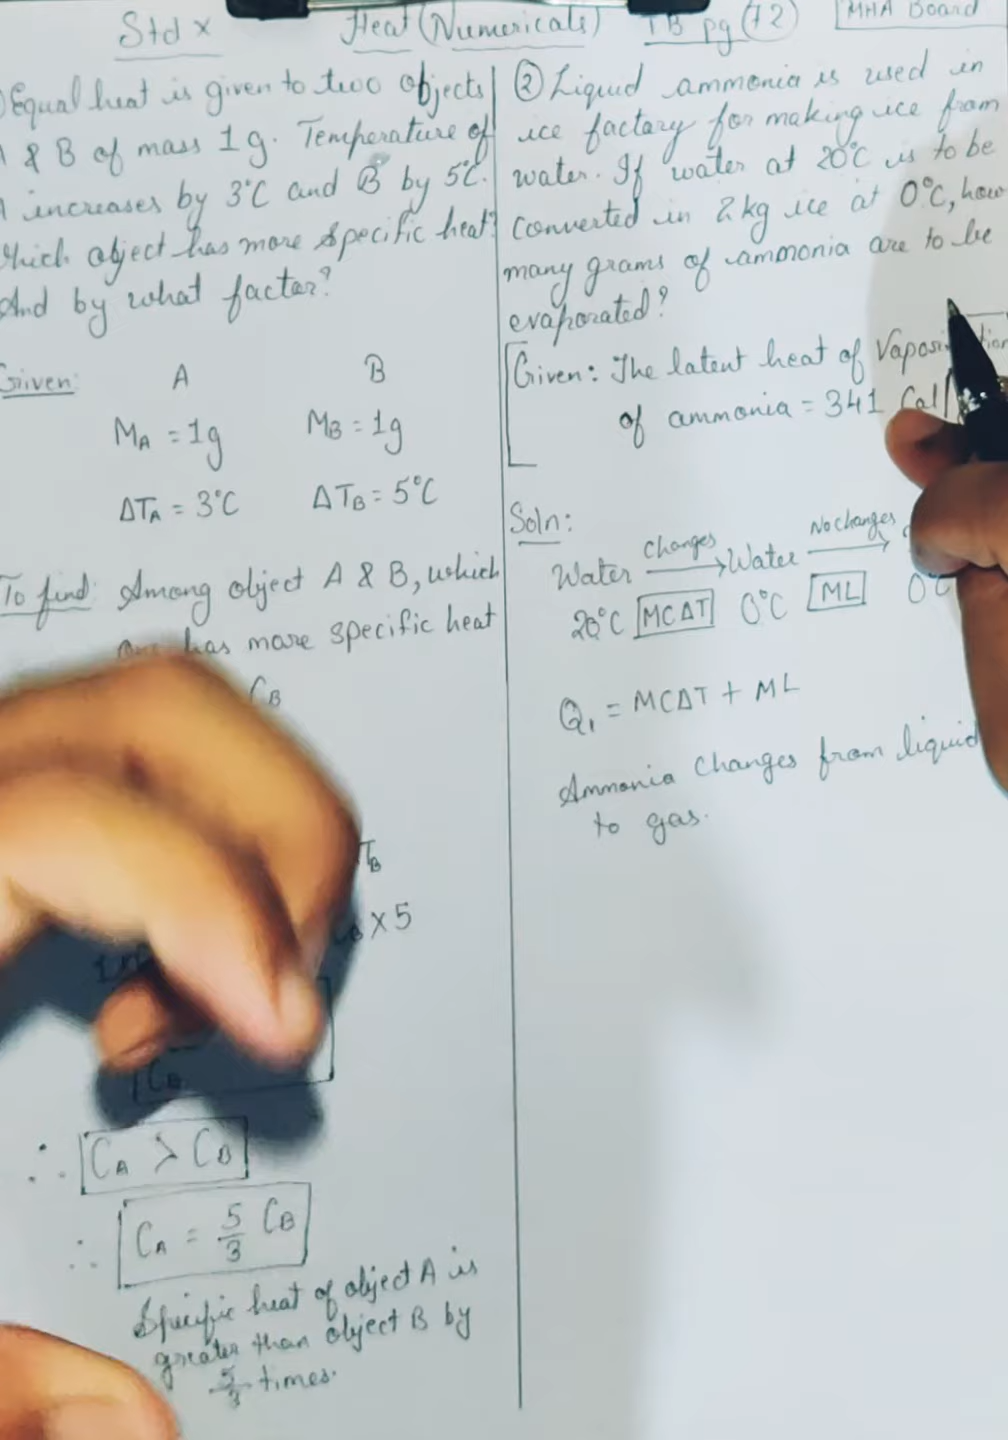 Std x Heat (Numericals) TB pg (72) MHA Board
Equal heat is given to two objects
& B of mass 1g. Temperature of
increases by 3°C and B by 5°C.
Which object has more specific heat?
And by what factor?
Given: A B
MA = 1g MB = 1g
ΔTA = 3°C ΔTB = 5°C
To find: Among object A & B, which
has more specific heat
CB
TB
× 5
∴ CA > CB
∴ CA = 5/3 CB
Specific heat of object A is
greater than object B by
5/3 times.
② Liquid ammonia is used in
ice factory for making ice from
water. If water at 20°C is to be
converted in 2 kg ice at 0°C, how
many grams of ammonia are to be
evaporated?
Given: The latent heat of
of ammonia = 341 Cal/
Soln:
Changes No changes
Water → Water →
20°C MCΔT 0°C ML 0°C
Q1 = MCΔT + ML
Ammonia changes from liquid
to gas.